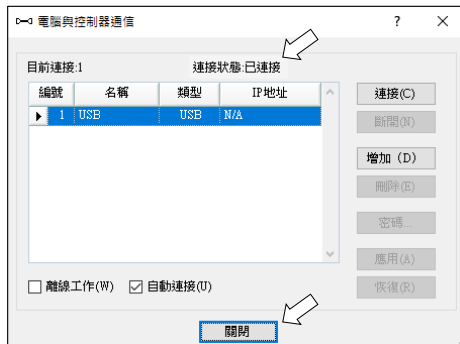 電腦與控制器通信
目前連接:1
連接狀態:已連接
編號 名稱 類型 IP地址
1 USB USB N/A
連接(C)
斷開(N)
增加 (D)
刪除(E)
密碼...
應用(A)
恢復(R)
離線工作(W) 自動連接(U)
關閉